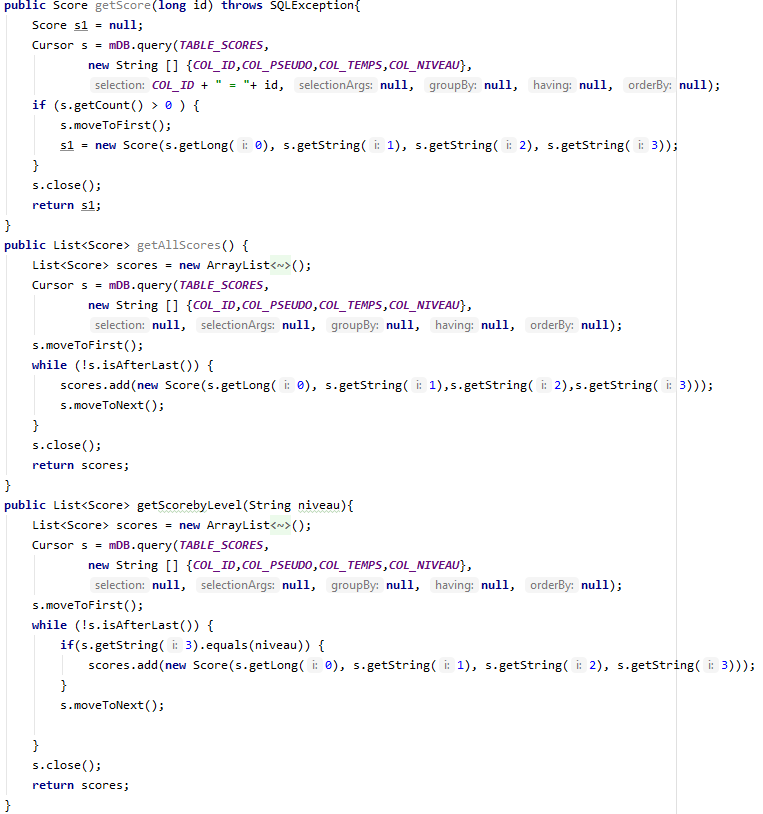 public Score getScore(long id) throws SQLException{
Score s1 = null;
Cursor s = mDB.query(TABLE_SCORES,
new String [] {COL_ID,COL_PSEUDO,COL_TEMPS,COL_NIVEAU},
selection: COL_ID + " = "+ id, selectionArgs: null, groupBy: null, having: null, orderBy: null);
if (s.getCount() > 0 ) {
s.moveToFirst();
s1 = new Score(s.getLong( i: 0), s.getString( i: 1), s.getString( i: 2), s.getString( i: 3));
}
s.close();
return s1;
}
public List<Score> getAllScores() {
List<Score> scores = new ArrayList<~>();
Cursor s = mDB.query(TABLE_SCORES,
new String [] {COL_ID,COL_PSEUDO,COL_TEMPS,COL_NIVEAU},
selection: null, selectionArgs: null, groupBy: null, having: null, orderBy: null);
s.moveToFirst();
while (!s.isAfterLast()) {
scores.add(new Score(s.getLong( i: 0), s.getString( i: 1),s.getString( i: 2),s.getString( i: 3)));
s.moveToNext();
}
s.close();
return scores;
}
public List<Score> getScorebyLevel(String niveau){
List<Score> scores = new ArrayList<~>();
Cursor s = mDB.query(TABLE_SCORES,
new String [] {COL_ID,COL_PSEUDO,COL_TEMPS,COL_NIVEAU},
selection: null, selectionArgs: null, groupBy: null, having: null, orderBy: null);
s.moveToFirst();
while (!s.isAfterLast()) {
if(s.getString( i: 3).equals(niveau)) {
scores.add(new Score(s.getLong( i: 0), s.getString( i: 1), s.getString( i: 2), s.getString( i: 3)));
}
s.moveToNext();
}
s.close();
return scores;
}